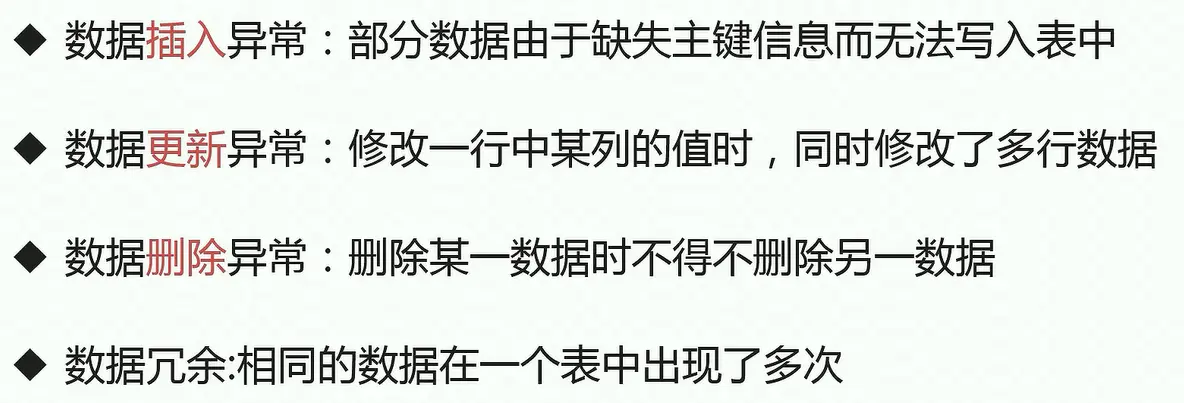 ◆ 数据插入异常：部分数据由于缺失主键信息而无法写入表中
◆ 数据更新异常：修改一行中某列的值时，同时修改了多行数据
◆ 数据删除异常：删除某一数据时不得不删除另一数据
◆ 数据冗余:相同的数据在一个表中出现了多次